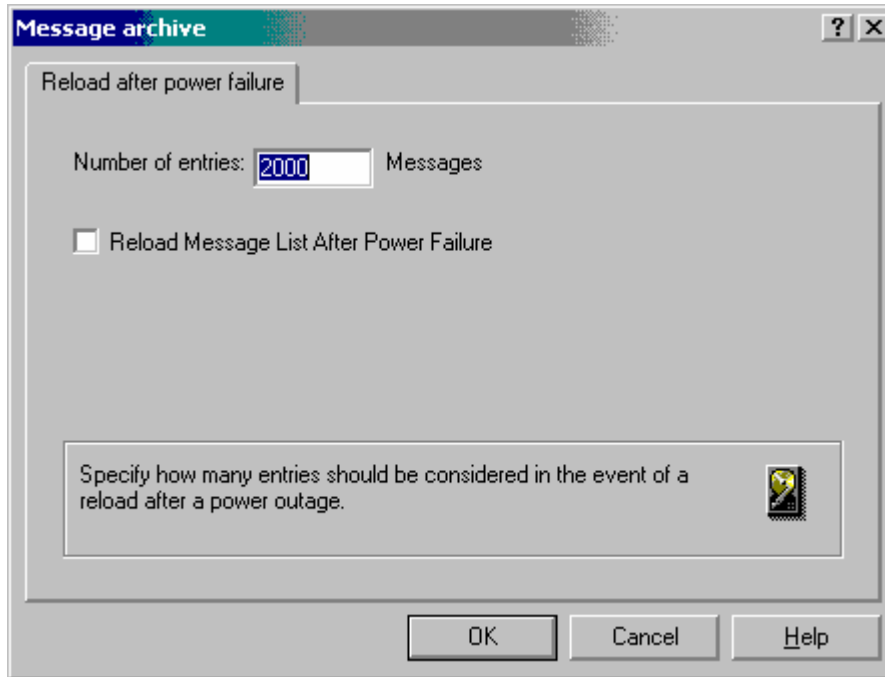 Message archive
Reload after power failure
Number of entries: 2000 Messages
Reload Message List After Power Failure
Specify how many entries should be considered in the event of a
reload after a power outage.
OK Cancel Help